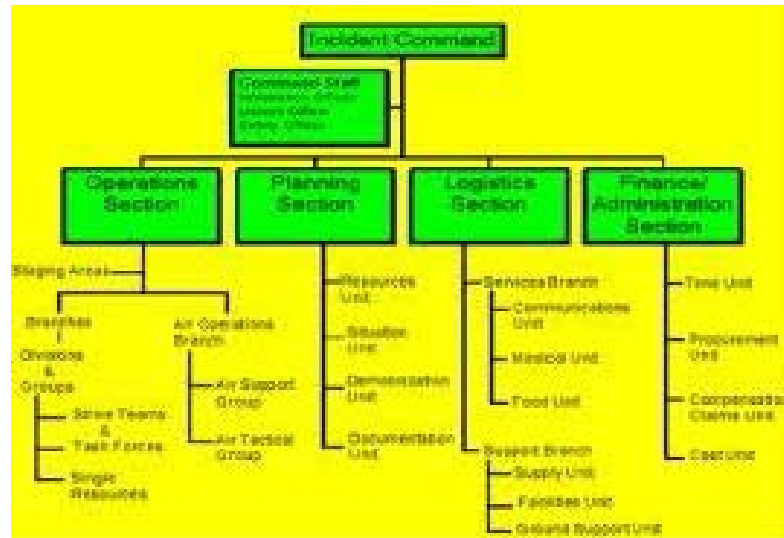 Incident Command
Command Staff
Information Officer
Liaison Officer
Safety Officer
Operations
Section
Planning
Section
Logistics
Section
Finance/
Administration
Section
Staging Areas
Branches
Divisions
&
Groups
Strike Teams
&
Task Forces
Single
Resources
Air Operations
Branch
Air Support
Group
Air Tactical
Group
Resources
Unit
Situation
Unit
Demobilization
Unit
Documentation
Unit
Services Branch
Communications
Unit
Medical Unit
Food Unit
Support Branch
Supply Unit
Facilities Unit
Ground Support Unit
Time Unit
Procurement
Unit
Compensation
Claims Unit
Cost Unit